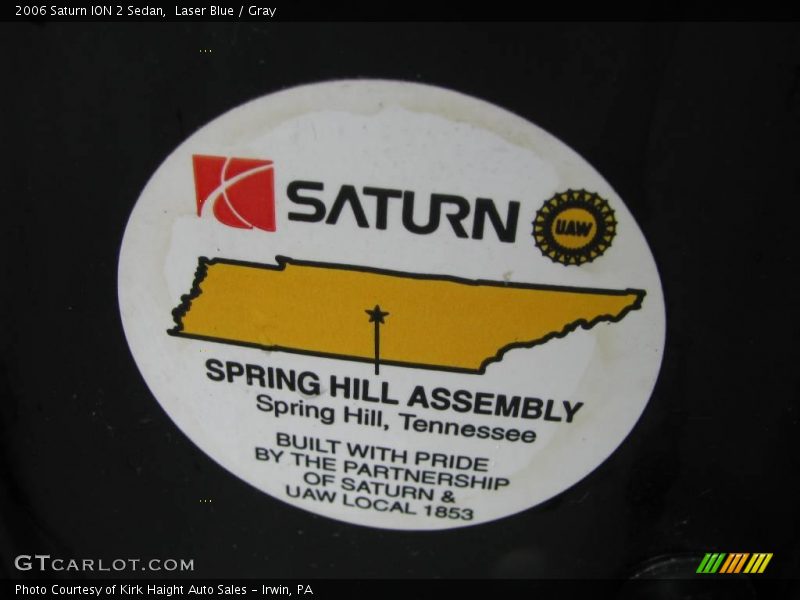 2006 Saturn ION 2 Sedan, Laser Blue / Gray
SATURN
UAW
SPRING HILL ASSEMBLY
Spring Hill, Tennessee
BUILT WITH PRIDE
BY THE PARTNERSHIP
OF SATURN &
UAW LOCAL 1853
GTCARLOT.COM
Photo Courtesy of Kirk Haight Auto Sales - Irwin, PA